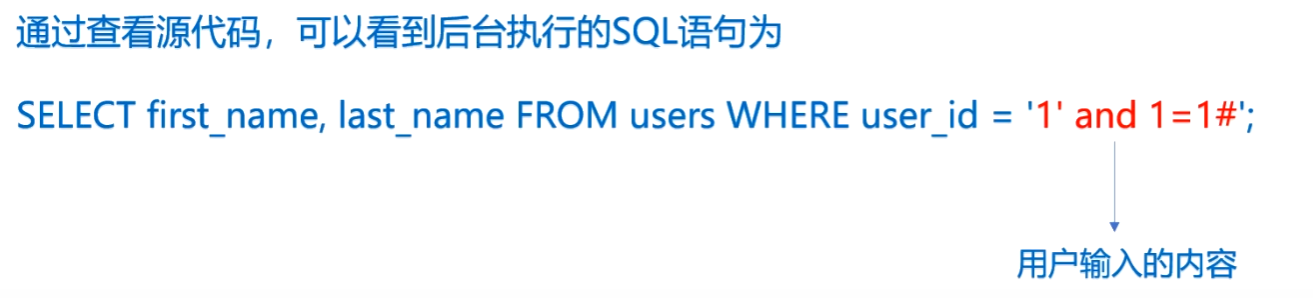 通过查看源代码，可以看到后台执行的SQL语句为
SELECT first_name, last_name FROM users WHERE user_id = '1' and 1=1#';
用户输入的内容